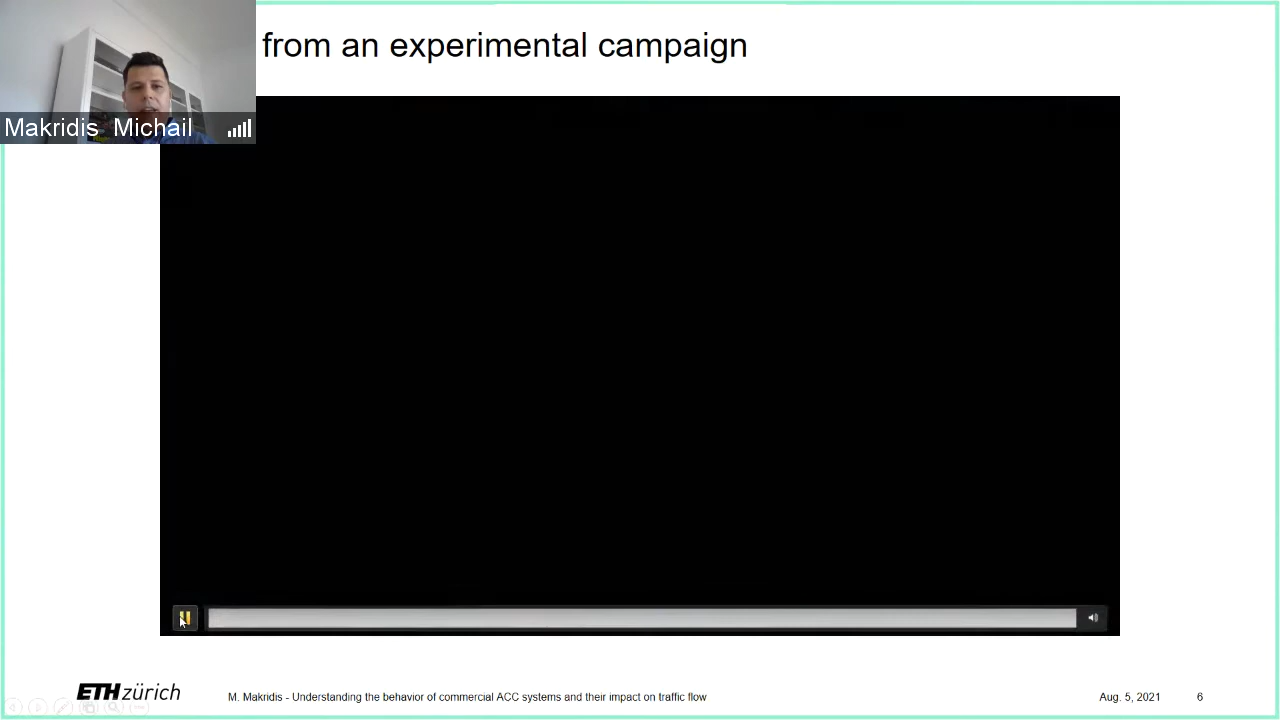 from an experimental campaign
Makridis Michail
ETH zürich
M. Makridis - Understanding the behavior of commercial ACC systems and their impact on traffic flow
Aug. 5, 2021
6